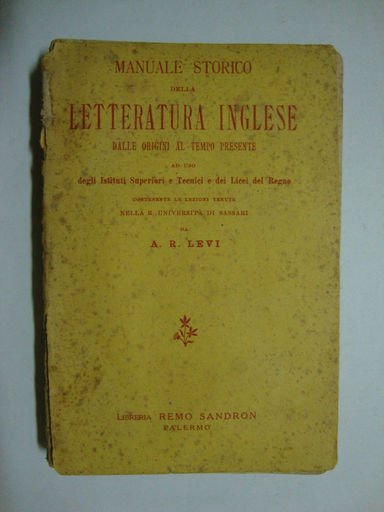 MANUALE STORICO
DELLA
LETTERATURA INGLESE
DALLE ORIGINI AL TEMPO PRESENTE
AD USO
degli Istituti Superiori e Tecnici e dei Licei del Regno
CONTENENTE LE LEZIONI TENUTE
NELLA R. UNIVERSITÀ DI SASSARI
DA
A. R. LEVI
LIBRERIA REMO SANDRON
PALERMO